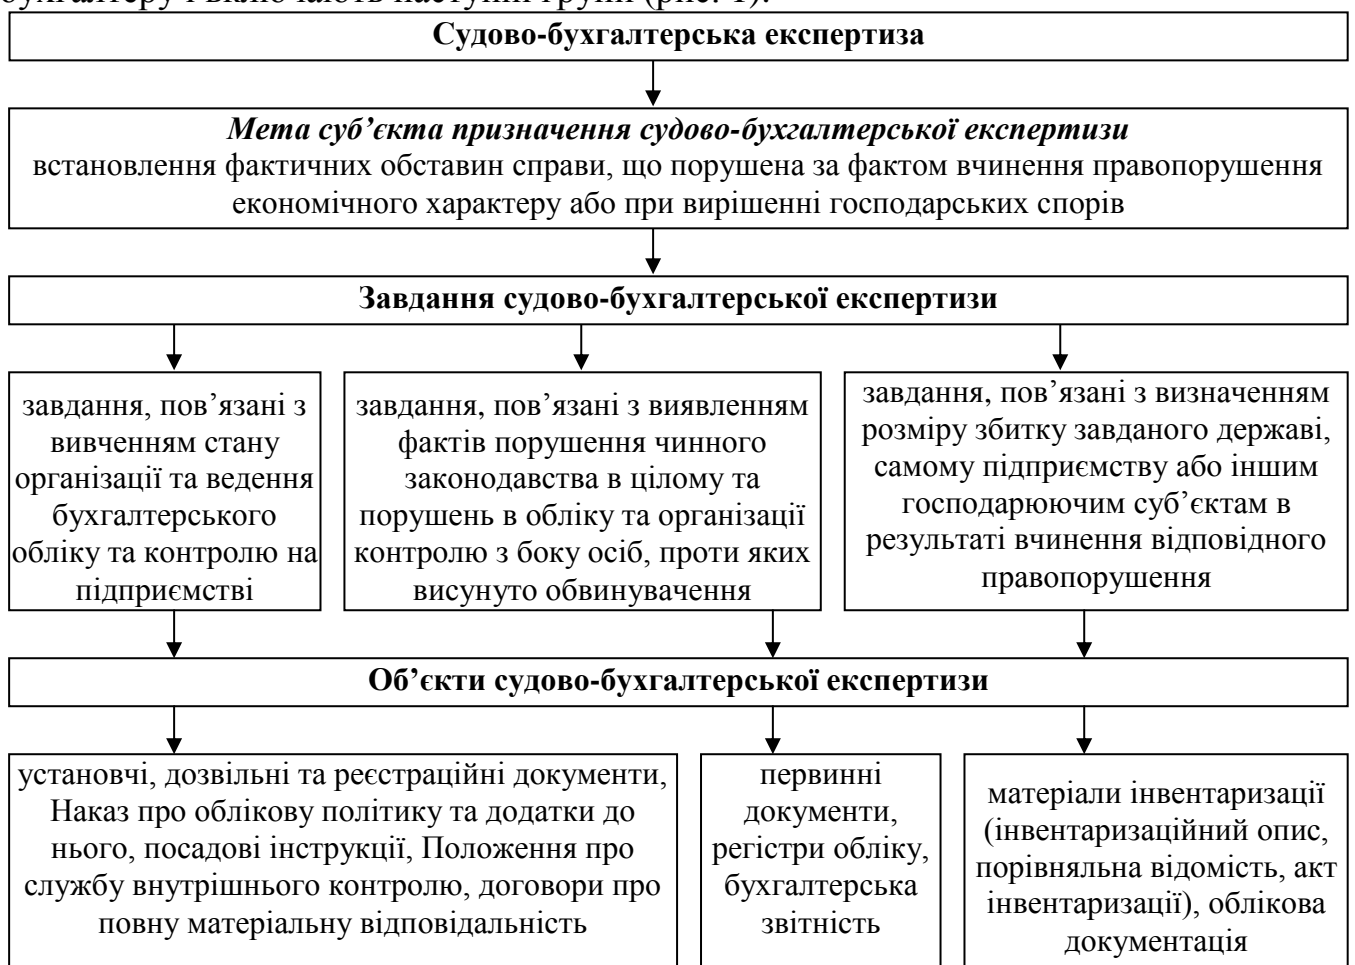 бухгалтеру і включають наступні групи (рис. 1).
Судово-бухгалтерська експертиза
Мета суб’єкта призначення судово-бухгалтерської експертизи
встановлення фактичних обставин справи, що порушена за фактом вчинення правопорушення
економічного характеру або при вирішенні господарських спорів
Завдання судово-бухгалтерської експертизи
завдання, пов’язані з
вивченням стану
організації та ведення
бухгалтерського
обліку та контролю на
підприємстві
завдання, пов’язані з виявленням
фактів порушення чинного
законодавства в цілому та
порушень в обліку та організації
контролю з боку осіб, проти яких
висунуто обвинувачення
завдання, пов’язані з визначенням
розміру збитку завданого державі,
самому підприємству або іншим
господарюючим суб’єктам в
результаті вчинення відповідного
правопорушення
Об’єкти судово-бухгалтерської експертизи
установчі, дозвільні та реєстраційні документи,
Наказ про облікову політику та додатки до
нього, посадові інструкції, Положення про
службу внутрішнього контролю, договори про
повну матеріальну відповідальність
первинні
документи,
регістри обліку,
бухгалтерська
звітність
матеріали інвентаризації
(інвентаризаційний опис,
порівняльна відомість, акт
інвентаризації), облікова
документація